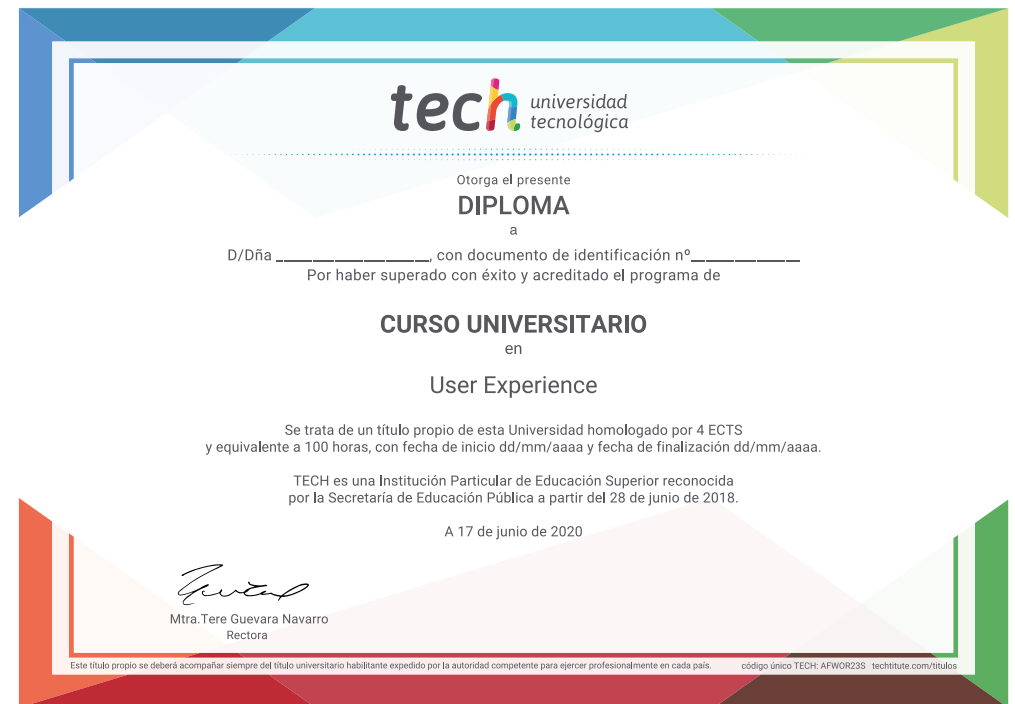 tech universidad
tecnológica
Otorga el presente
DIPLOMA
a
D/Dña ____________________, con documento de identificación nº______________
Por haber superado con éxito y acreditado el programa de
CURSO UNIVERSITARIO
en
User Experience
Se trata de un título propio de esta Universidad homologado por 4 ECTS
y equivalente a 100 horas, con fecha de inicio dd/mm/aaaa y fecha de finalización dd/mm/aaaa.
TECH es una Institución Particular de Educación Superior reconocida
por la Secretaría de Educación Pública a partir del 28 de junio de 2018.
A 17 de junio de 2020
Mtra.Tere Guevara Navarro
Rectora
Este título propio se deberá acompañar siempre del título universitario habilitante expedido por la autoridad competente para ejercer profesionalmente en cada país.
código único TECH: AFWOR23S techtitute.com/titulos